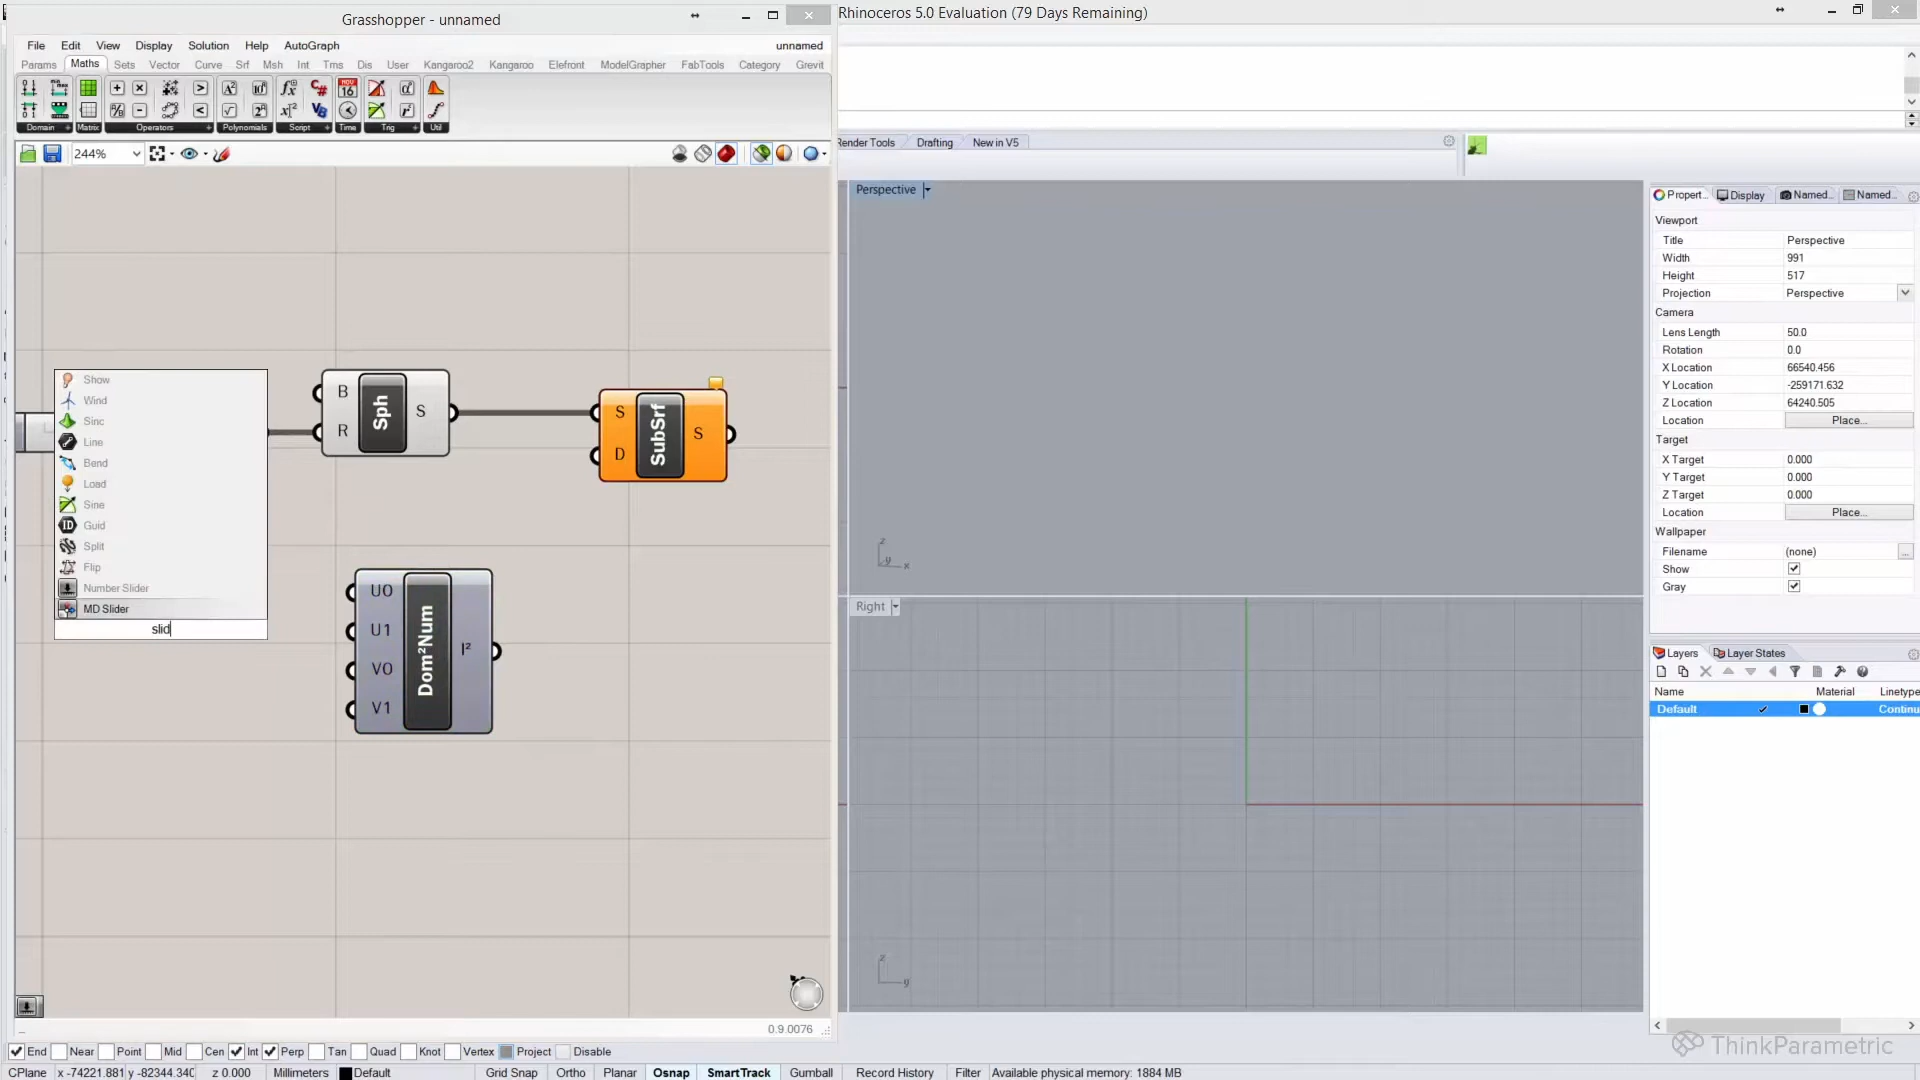 Grasshopper - unnamed
Rhinoceros 5.0 Evaluation (79 Days Remaining)
File Edit View Display Solution Help AutoGraph unnamed
Params Maths Sets Vector Curve Srf Msh Int Trns Dis User Kangaroo2 Kangaroo Elefront ModelGrapher FabTools Category Grevit
Domain Matrix Operators Polynomials Script Time Trig Util
244%
Render Tools Drafting New in V5
Perspective
Propert... Display Named... Named...
Viewport
Title Perspective
Width 991
Height 517
Projection Perspective
Camera
Lens Length 50.0
Rotation 0.0
X Location 66540.456
Y Location -259171.632
Z Location 64240.505
Location Place...
Target
X Target 0.000
Y Target 0.000
Z Target 0.000
Location Place...
Wallpaper
Filename (none) ...
Show
Gray
Show
Wind
Sinc
Line
Bend
Load
Sine
Guid
Split
Flip
Number Slider
MD Slider
slid
B
R
Sph
S
S
D
SubSrf
S
U0
U1
V0
V1
Dom²Num
I²
z
y x
Right
z
y
Layers Layer States
Name Material Linetype
Default Continu
0.9.0076
End Near Point Mid Cen Int Perp Tan Quad Knot Vertex Project Disable
CPlane x -74221.881 y -82344.340 z 0.000 Millimeters Default Grid Snap Ortho Planar Osnap SmartTrack Gumball Record History Filter Available physical memory: 1884 MB
ThinkParametric